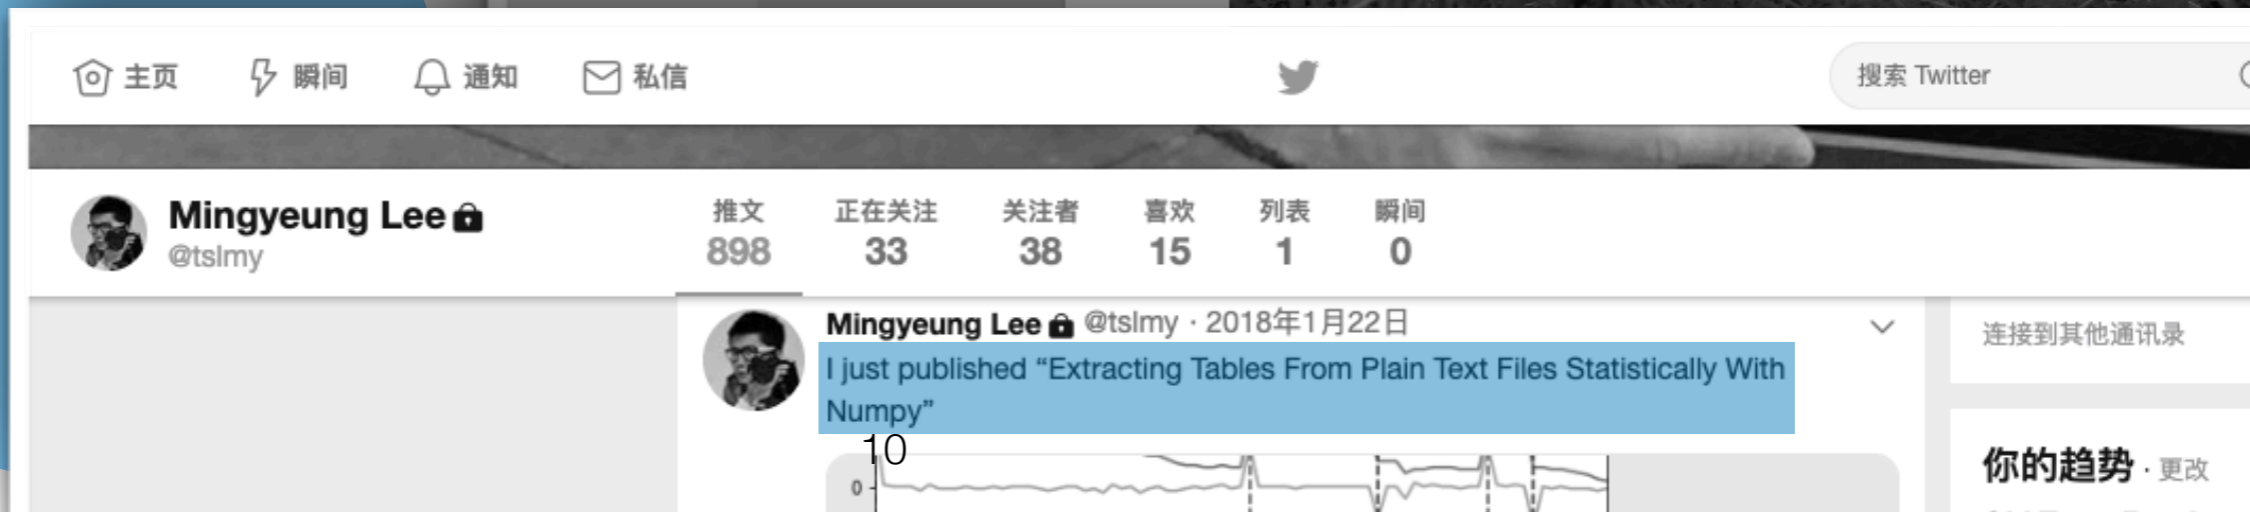 主页 瞬间 通知 私信 搜索 Twitter
Mingyeung Lee
@tslmy
推文 正在关注 关注者 喜欢 列表 瞬间
898 33 38 15 1 0
Mingyeung Lee @tslmy · 2018年1月22日
I just published “Extracting Tables From Plain Text Files Statistically With
Numpy”
10
0
连接到其他通讯录
你的趋势 · 更改